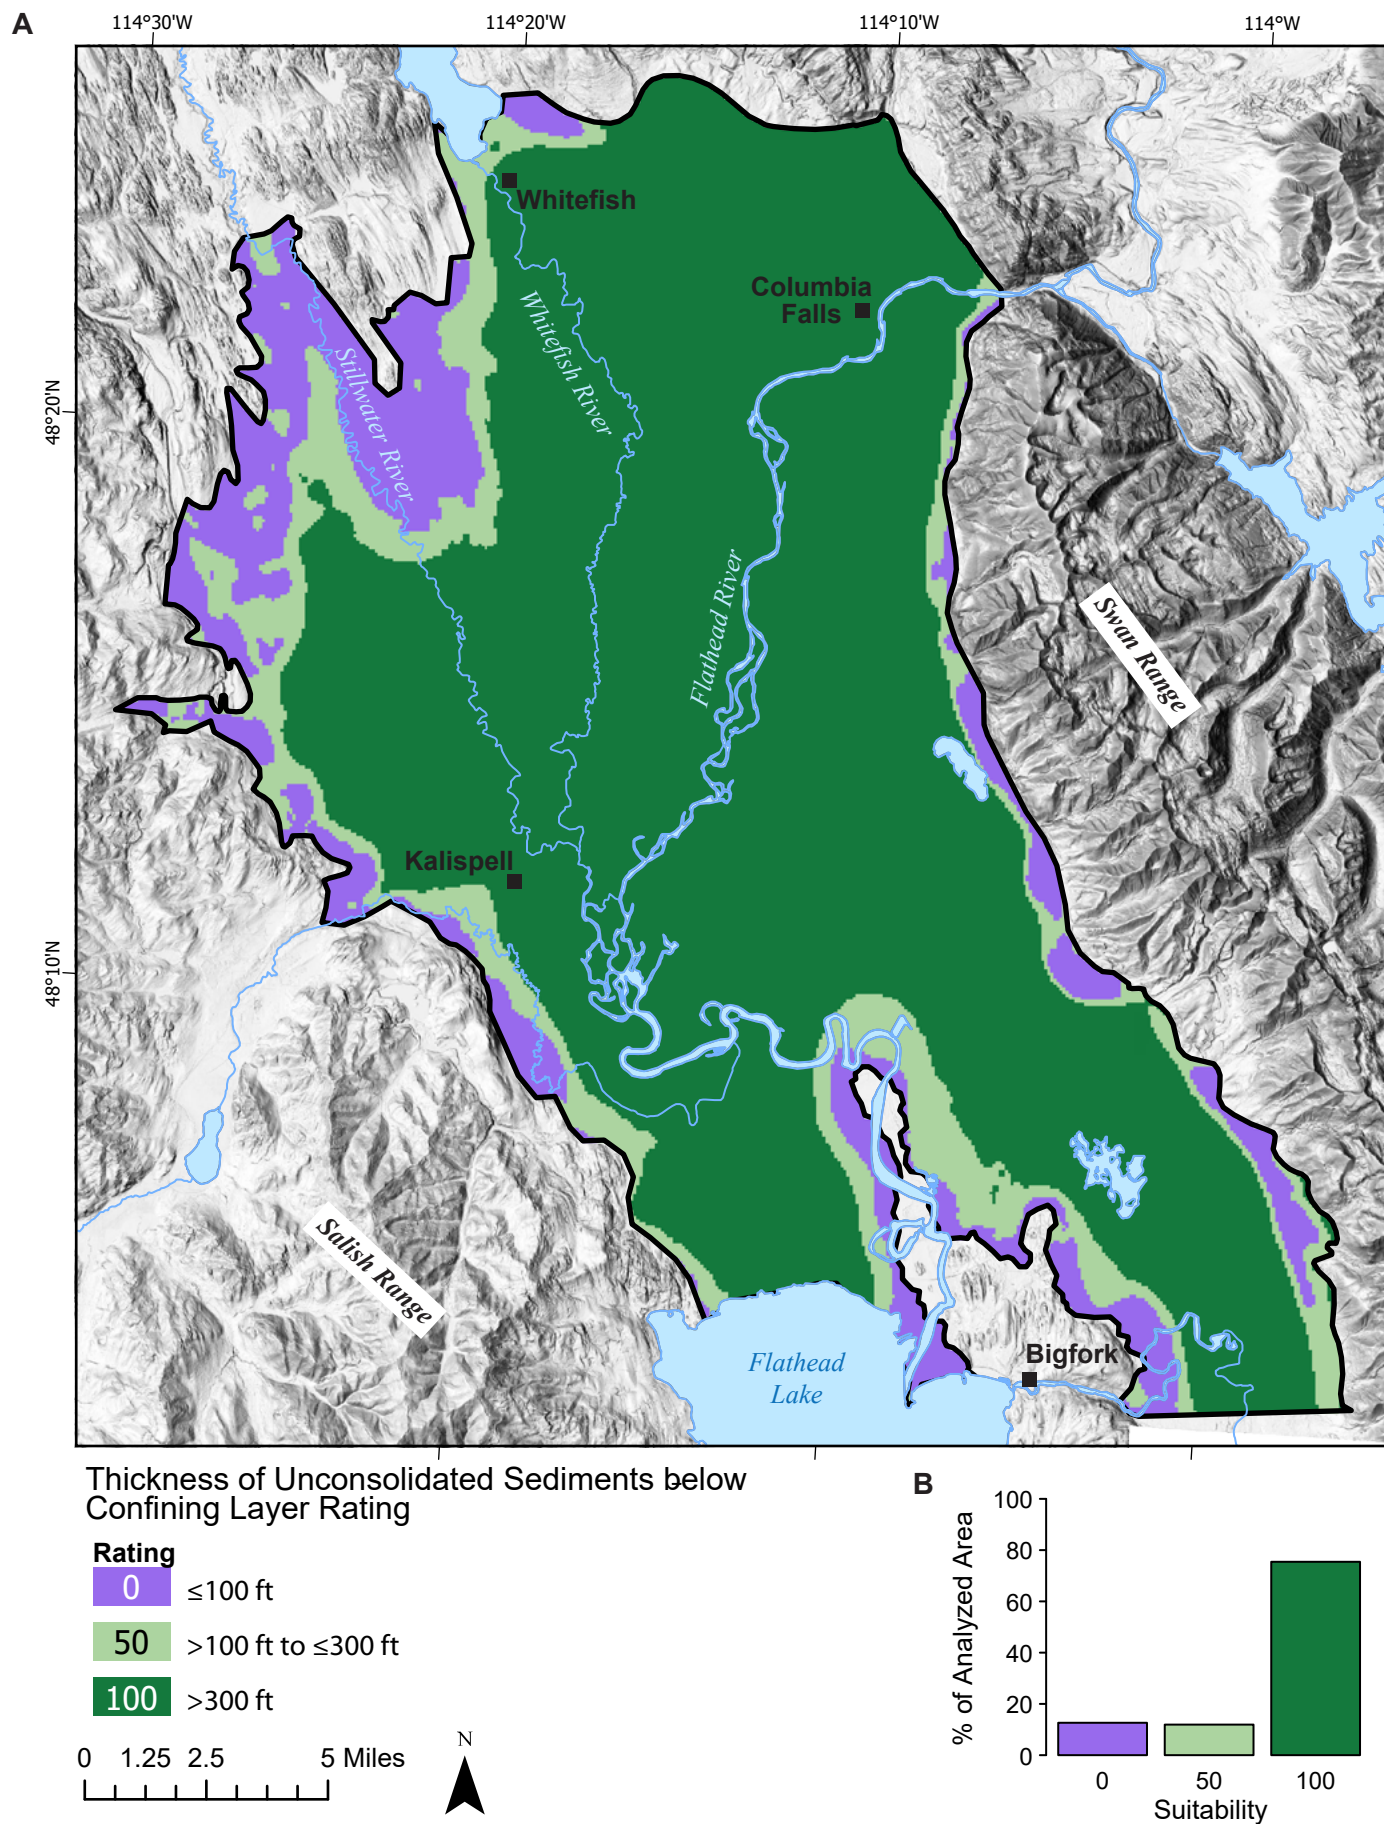 A
114°30'W
114°20'W
114°10'W
114°W
48°20'N
48°10'N
Whitefish
Columbia
Falls
Whitefish River
Stillwater River
Flathead River
Swan Range
Kalispell
Salish Range
Flathead
Lake
Bigfork
Thickness of Unconsolidated Sediments below
Confining Layer Rating
Rating
0 ≤100 ft
50 >100 ft to ≤300 ft
100 >300 ft
0 1.25 2.5 5 Miles
N
B
% of Analyzed Area
100
80
60
40
20
0
0 50 100
Suitability